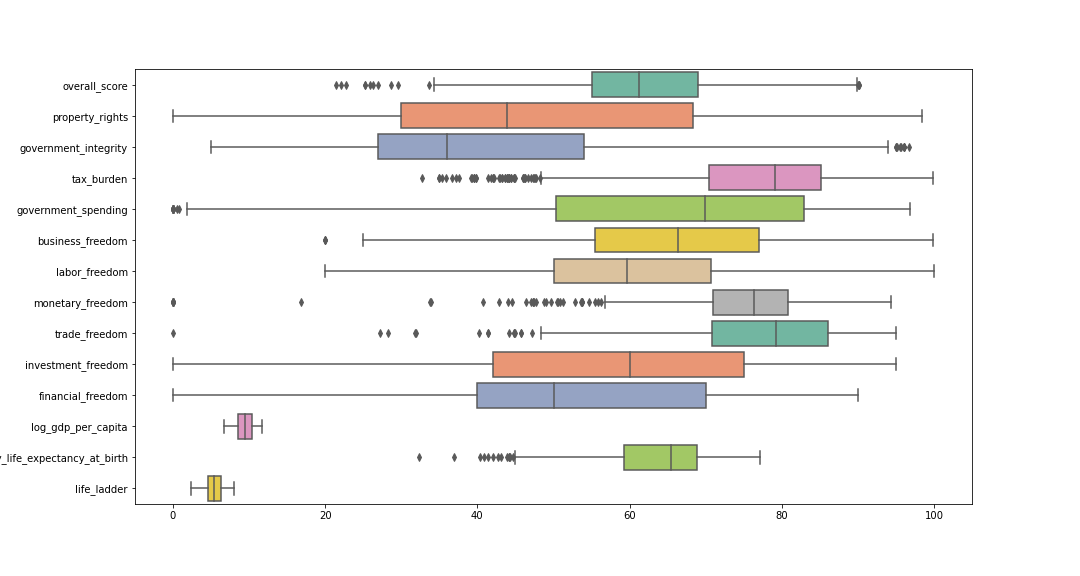 overall_score
property_rights
government_integrity
tax_burden
government_spending
business_freedom
labor_freedom
monetary_freedom
trade_freedom
investment_freedom
financial_freedom
log_gdp_per_capita
_life_expectancy_at_birth
life_ladder
0 20 40 60 80 100